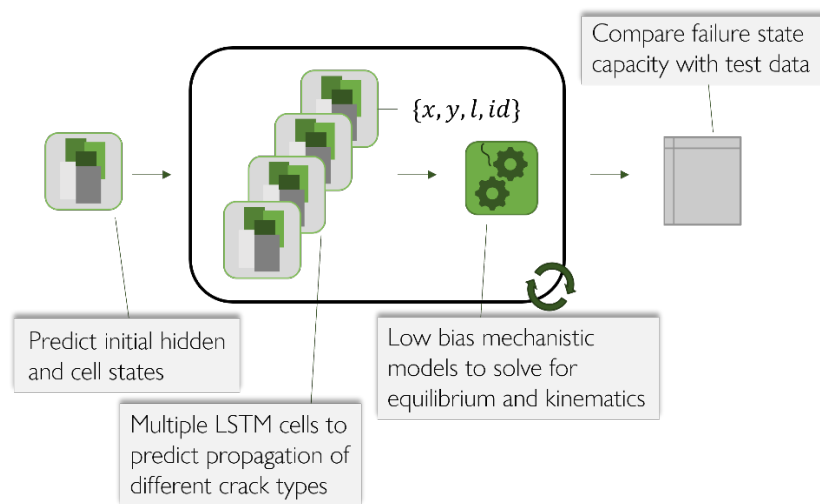 Compare failure state
capacity with test data
{x, y, l, id}
Predict initial hidden
and cell states
Low bias mechanistic
models to solve for
equilibrium and kinematics
Multiple LSTM cells to
predict propagation of
different crack types